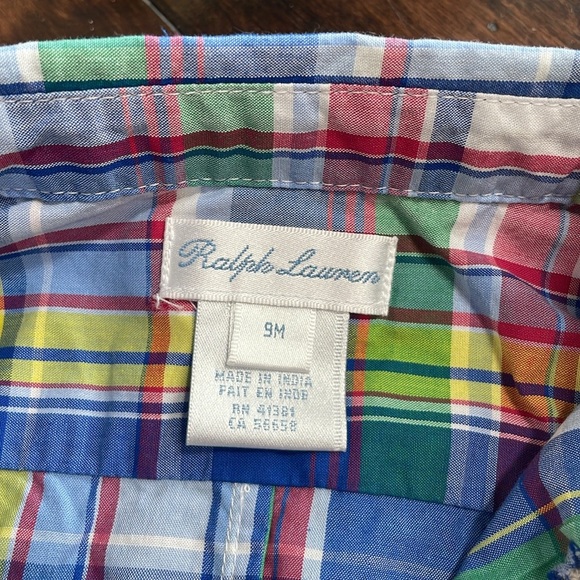 Ralph Lauren
9M
MADE IN INDIA
FAIT EN INDE
RN 41381
CA 56658